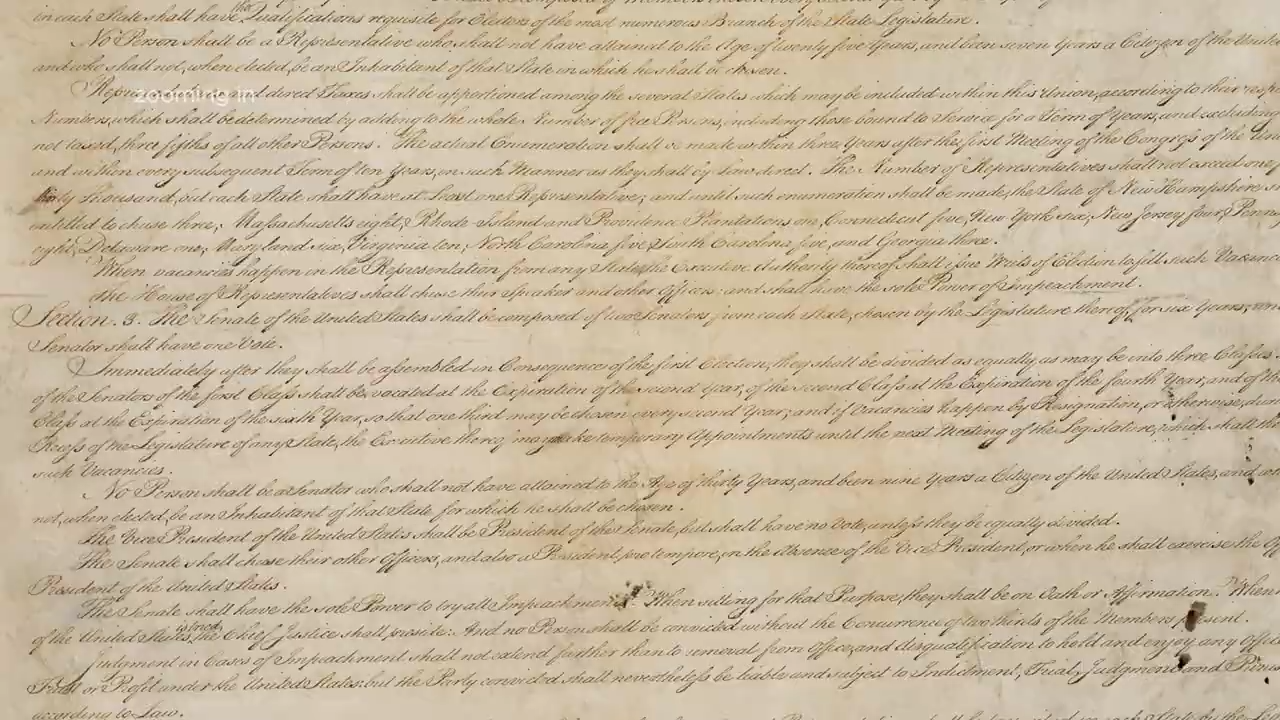 in each State shall have the Qualifications requisite for Electors of the most numerous Branch of the State Legislature.
No Person shall be a Representative who shall not have attained to the Age of twenty five Years, and been seven Years a Citizen of the United
and who shall not, when elected, be an Inhabitant of that State in which he shall be chosen.
zooming in
and direct Taxes shall be apportioned among the several States which may be included within this Union, according to their respe
Numbers, which shall be determined by adding to the whole Number of free Persons, including those bound to Service for a Term of Years, and excluding
not taxed, three fifths of all other Persons. The actual Enumeration shall be made within three Years after the first Meeting of the Congress of the Uni
and within every subsequent Term of ten Years, in such Manner as they shall by Law direct. The Number of Representatives shall not exceed one
thirty Thousand, but each State shall have at Least one Representative; and until such enumeration shall be made, the State of New Hampshire s
entitled to chuse three, Massachusetts eight, Rhode-Island and Providence Plantations one, Connecticut five, New-York six, New Jersey four, Penns
eight, Delaware one, Maryland six, Virginia ten, North Carolina five, South Carolina five, and Georgia three.
When vacancies happen in the Representation from any State, the Executive Authority thereof shall issue Writs of Election to fill such Vacanc
The House of Representatives shall chuse their Speaker and other Officers; and shall have the sole Power of Impeachment.
Section. 3. The Senate of the United States shall be composed of two Senators from each State, chosen by the Legislature thereof, for six Years; and
Senator shall have one Vote.
Immediately after they shall be assembled in Consequence of the first Election, they shall be divided as equally as may be into three Classes.
of the Senators of the first Class shall be vacated at the Expiration of the second Year, of the second Class at the Expiration of the fourth Year, and of th
Class at the Expiration of the sixth Year, so that one third may be chosen every second Year; and if Vacancies happen by Resignation, or otherwise, duri
Recess of the Legislature of any State, the Executive thereof may make temporary Appointments until the next Meeting of the Legislature, which shall th
such Vacancies.
No Person shall be a Senator who shall not have attained to the Age of thirty Years, and been nine Years a Citizen of the United States, and w
not, when elected, be an Inhabitant of that State for which he shall be chosen.
The Vice President of the United States shall be President of the Senate, but shall have no Vote, unless they be equally divided.
The Senate shall chuse their other Officers, and also a President pro tempore, in the Absence of the Vice President, or when he shall exercise the Of
President of the United States.
The Senate shall have the sole Power to try all Impeachments. When sitting for that Purpose, they shall be on Oath or Affirmation. When
of the United States is tried, the Chief Justice shall preside: And no Person shall be convicted without the Concurrence of two thirds of the Members present.
Judgment in Cases of Impeachment shall not extend further than to removal from Office, and disqualification to hold and enjoy any Offic
Trust or Profit under the United States: but the Party convicted shall nevertheless be liable and subject to Indictment, Trial, Judgment and Punis
according to Law.